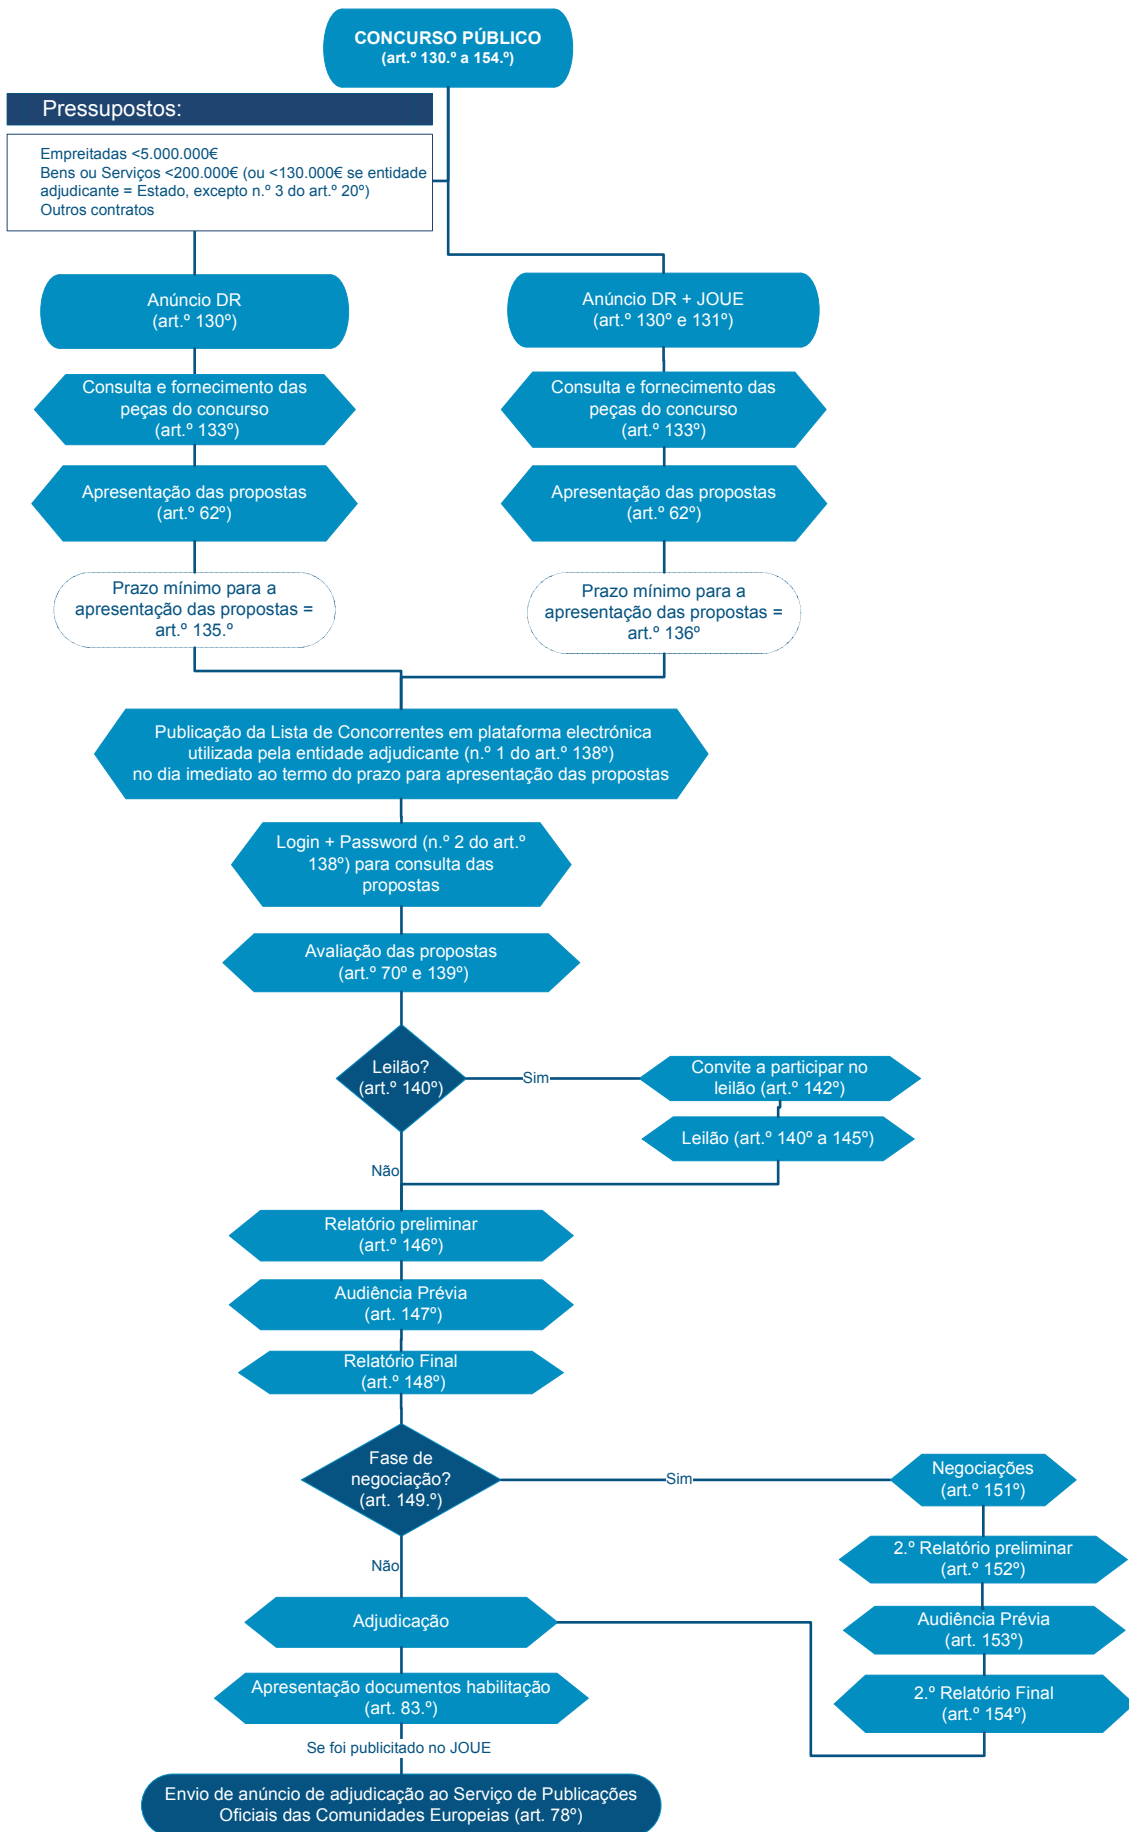 CONCURSO PÚBLICO
(art.º 130.º a 154.º)
Pressupostos:
Empreitadas <5.000.000€
Bens ou Serviços <200.000€ (ou <130.000€ se entidade
adjudicante = Estado, excepto n.º 3 do art.º 20º)
Outros contratos
Anúncio DR
(art.º 130º)
Anúncio DR + JOUE
(art.º 130º e 131º)
Consulta e fornecimento das
peças do concurso
(art.º 133º)
Consulta e fornecimento das
peças do concurso
(art.º 133º)
Apresentação das propostas
(art.º 62º)
Apresentação das propostas
(art.º 62º)
Prazo mínimo para a
apresentação das propostas =
art.º 135.º
Prazo mínimo para a
apresentação das propostas =
art.º 136º
Publicação da Lista de Concorrentes em plataforma electrónica
utilizada pela entidade adjudicante (n.º 1 do art.º 138º)
no dia imediato ao termo do prazo para apresentação das propostas
Login + Password (n.º 2 do art.º
138º) para consulta das
propostas
Avaliação das propostas
(art.º 70º e 139º)
Leilão?
(art.º 140º)
Sim
Convite a participar no
leilão (art.º 142º)
Leilão (art.º 140º a 145º)
Não
Relatório preliminar
(art.º 146º)
Audiência Prévia
(art. 147º)
Relatório Final
(art.º 148º)
Fase de
negociação?
(art. 149.º)
Sim
Negociações
(art.º 151º)
2.º Relatório preliminar
(art.º 152º)
Audiência Prévia
(art. 153º)
2.º Relatório Final
(art.º 154º)
Não
Adjudicação
Apresentação documentos habilitação
(art. 83.º)
Se foi publicitado no JOUE
Envio de anúncio de adjudicação ao Serviço de Publicações
Oficiais das Comunidades Europeias (art. 78º)